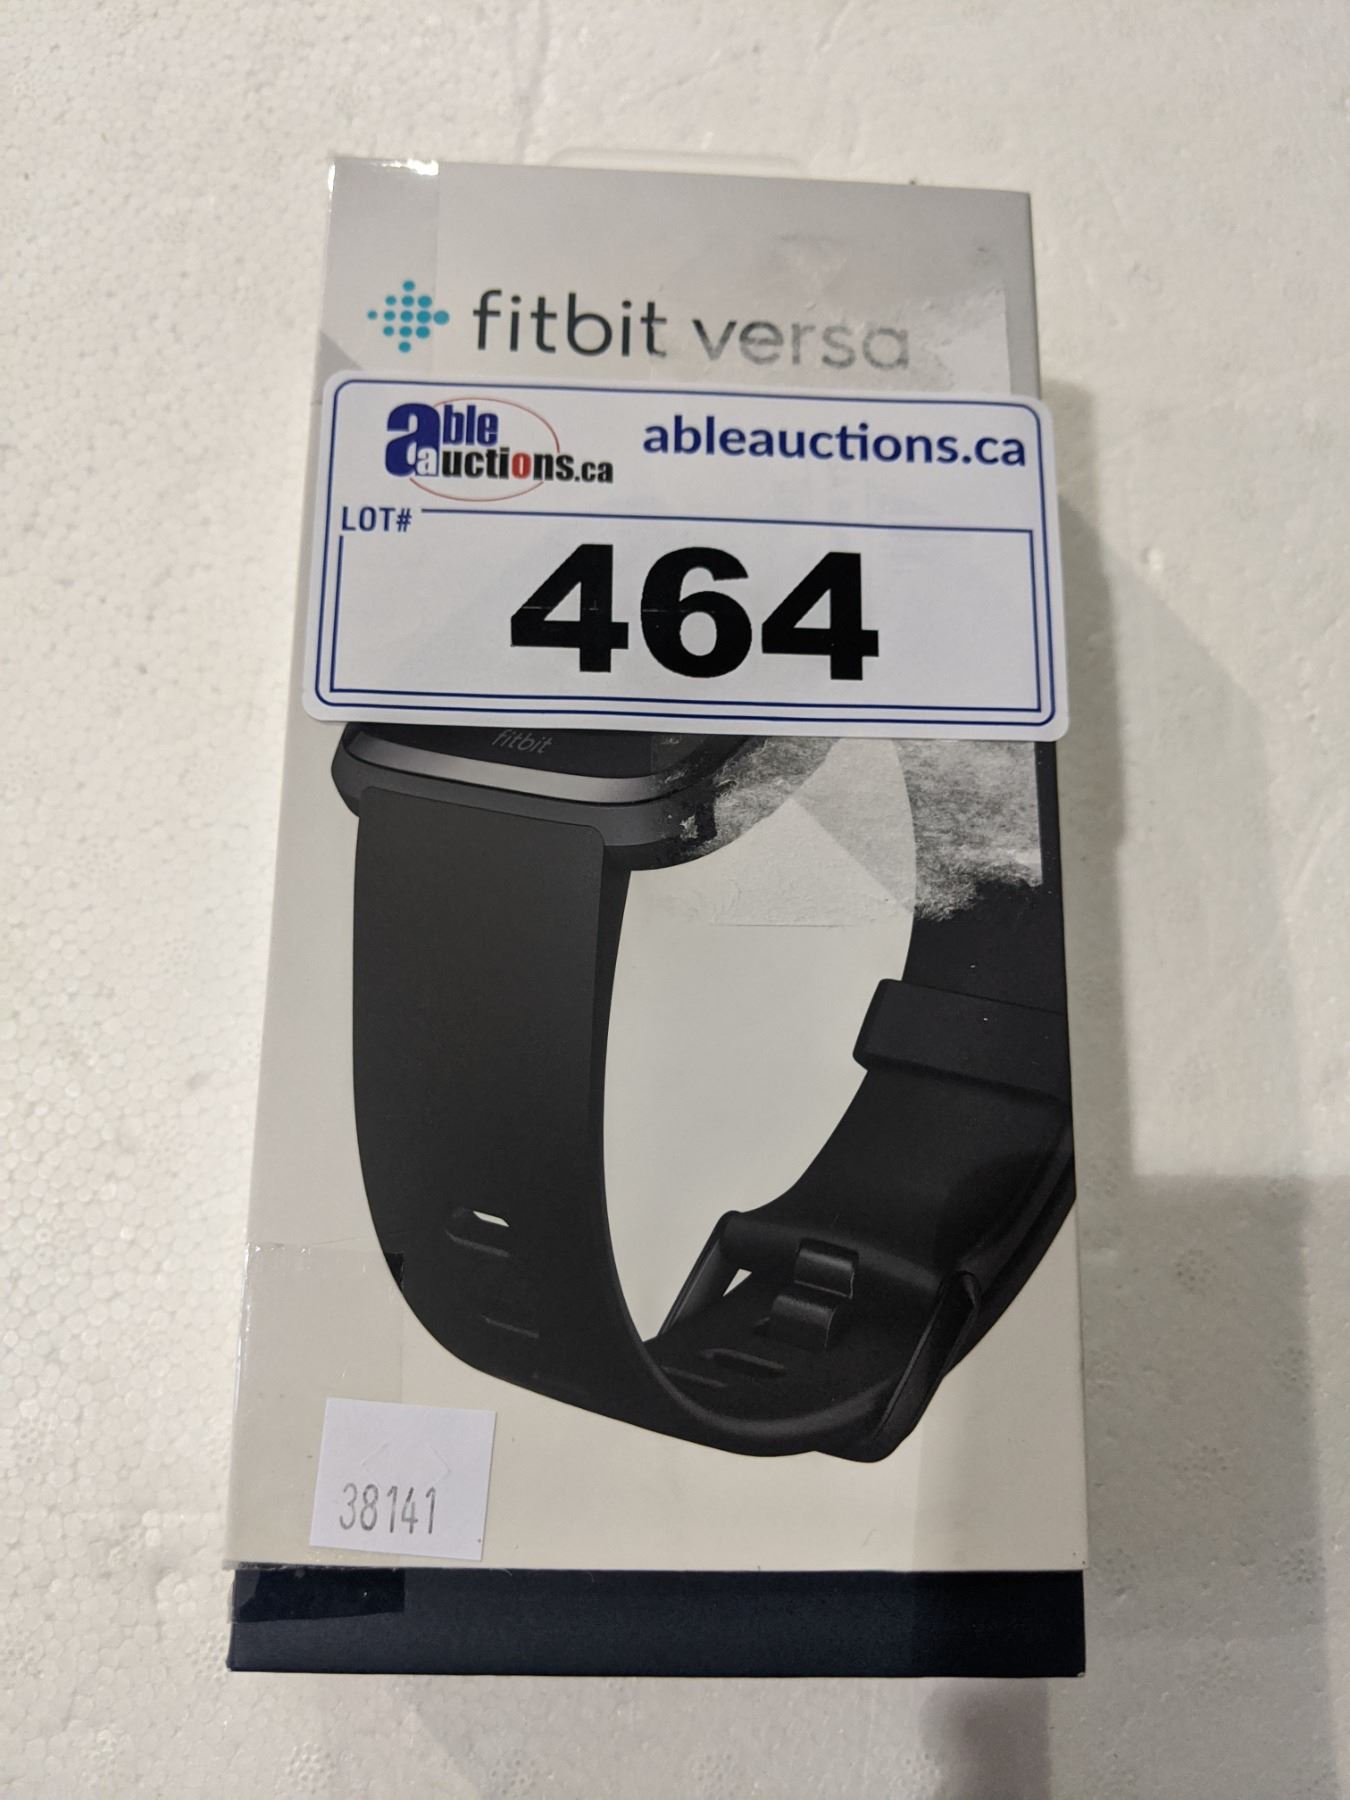 fitbit versa
able auctions.ca
ableauctions.ca
LOT#
464
fitbit
38141